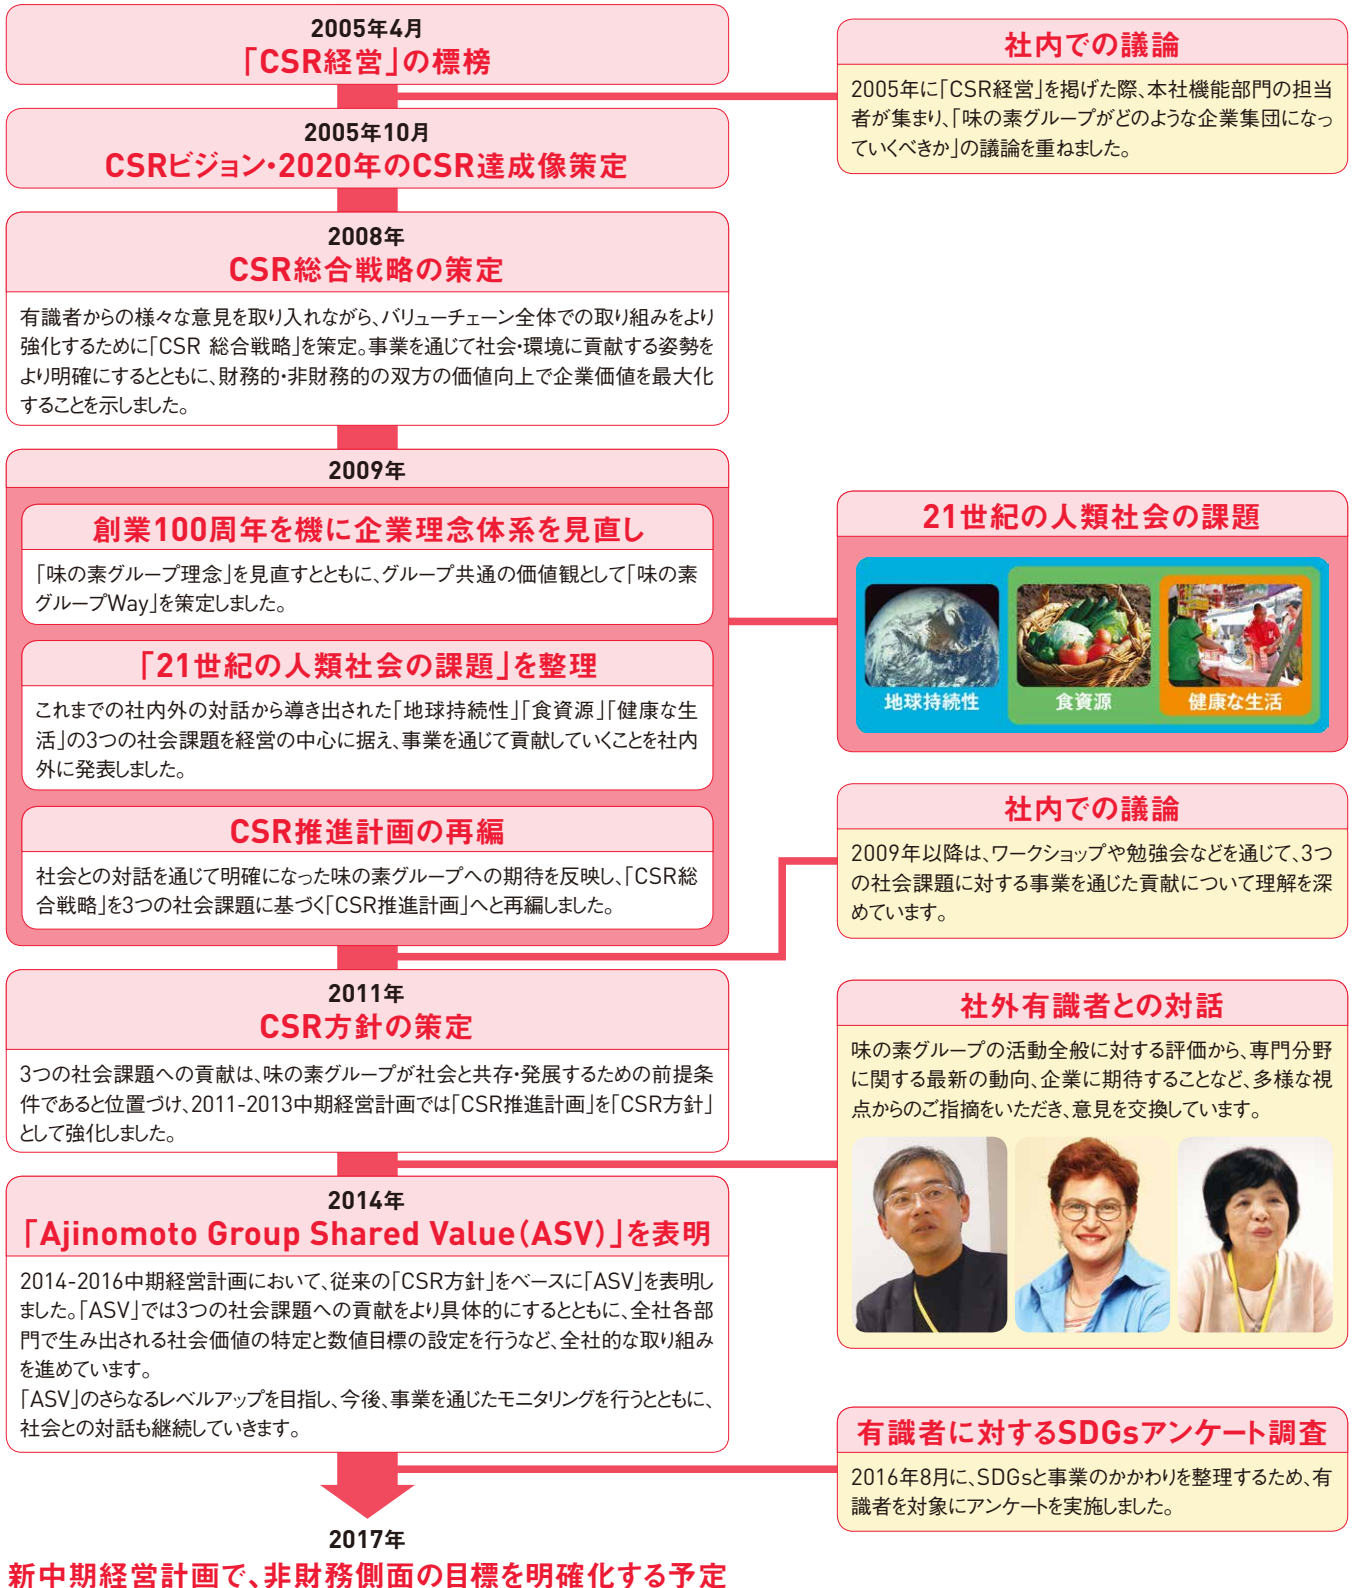 2005年4月
「CSR経営」の標榜
社内での議論
2005年に「CSR経営」を掲げた際、本社機能部門の担当
者が集まり、「味の素グループがどのような企業集団になっ
ていくべきか」の議論を重ねました。
2005年10月
CSRビジョン・2020年のCSR達成像策定
2008年
CSR総合戦略の策定
有識者からの様々な意見を取り入れながら、バリューチェーン全体での取り組みをより
強化するために「CSR 総合戦略」を策定。事業を通じて社会・環境に貢献する姿勢を
より明確にするとともに、財務的・非財務的の双方の価値向上で企業価値を最大化
することを示しました。
2009年
創業100周年を機に企業理念体系を見直し
「味の素グループ理念」を見直すとともに、グループ共通の価値観として「味の素
グループWay」を策定しました。
「21世紀の人類社会の課題」を整理
これまでの社内外の対話から導き出された「地球持続性」「食資源」「健康な生
活」の3つの社会課題を経営の中心に据え、事業を通じて貢献していくことを社内
外に発表しました。
CSR推進計画の再編
社会との対話を通じて明確になった味の素グループへの期待を反映し、「CSR総
合戦略」を3つの社会課題に基づく「CSR推進計画」へと再編しました。
21世紀の人類社会の課題
地球持続性
食資源
健康な生活
社内での議論
2009年以降は、ワークショップや勉強会などを通じて、3つ
の社会課題に対する事業を通じた貢献について理解を深
めています。
2011年
CSR方針の策定
3つの社会課題への貢献は、味の素グループが社会と共存・発展するための前提条
件であると位置づけ、2011-2013中期経営計画では「CSR推進計画」を「CSR方針」
として強化しました。
社外有識者との対話
味の素グループの活動全般に対する評価から、専門分野
に関する最新の動向、企業に期待することなど、多様な視
点からのご指摘をいただき、意見を交換しています。
2014年
「Ajinomoto Group Shared Value(ASV)」を表明
2014-2016中期経営計画において、従来の「CSR方針」をベースに「ASV」を表明し
ました。「ASV」では3つの社会課題への貢献をより具体的にするとともに、全社各部
門で生み出される社会価値の特定と数値目標の設定を行うなど、全社的な取り組み
を進めています。
「ASV」のさらなるレベルアップを目指し、今後、事業を通じたモニタリングを行うとともに、
社会との対話も継続していきます。
有識者に対するSDGsアンケート調査
2016年8月に、SDGsと事業のかかわりを整理するため、有
識者を対象にアンケートを実施しました。
2017年
新中期経営計画で、非財務側面の目標を明確化する予定